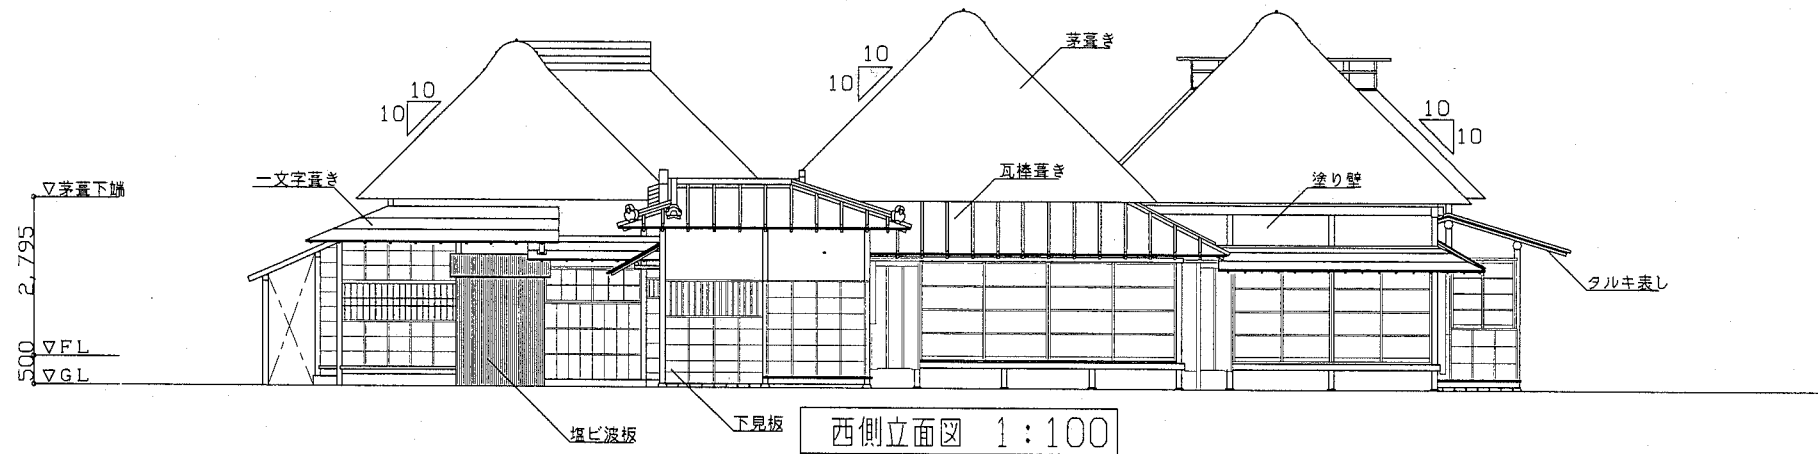 茅葺き
10
10
10
10
10
10
瓦棒葺き
塗り壁
一文字葺き
▽茅葺下端
2,795
タルキ表し
▽FL
500
▽GL
塩ビ波板
下見板
西側立面図 1:100